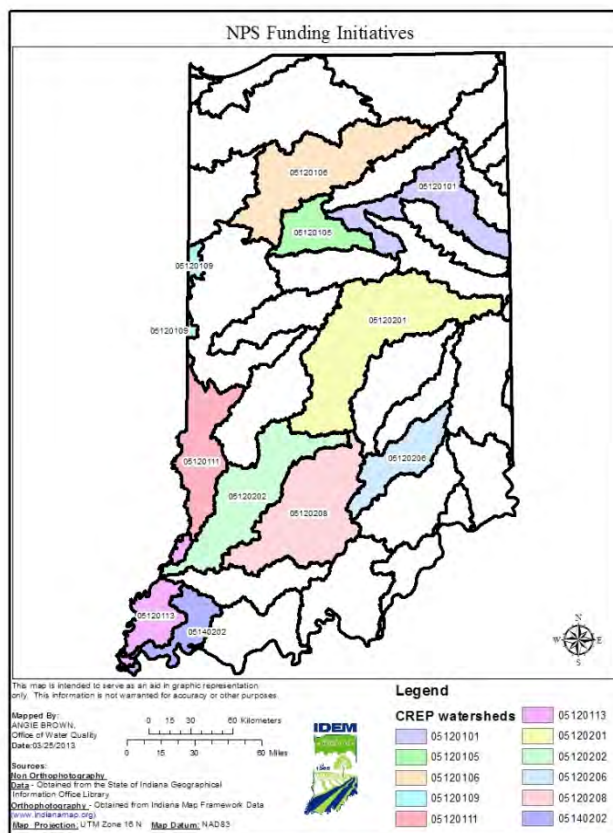 NPS Funding Initiatives
05120106
05120101
05120105
05120109
05120109
05120201
05120111
05120206
05120202
05120208
05120113
05140202
N
W
E
S
This map is intended to serve as an aid in graphic representation
only. This information is not warranted for accuracy or other purposes.
Mapped By:
ANGIE BROWN,
Office of Water Quality
Date:03/25/2013
Sources:
Non Orthophotography
Data - Obtained from the State of Indiana Geographical
Information Office Library
Orthophotography - Obtained from Indiana Map Framework Data
(www.indianamap.org)
Map Projection: UTM Zone 16 N Map Datum: NAD83
0 15 30 60 Kilometers
0 15 30 60 Miles
IDEM
Legend
CREP watersheds
05120101
05120105
05120106
05120109
05120111
05120113
05120201
05120202
05120206
05120208
05140202